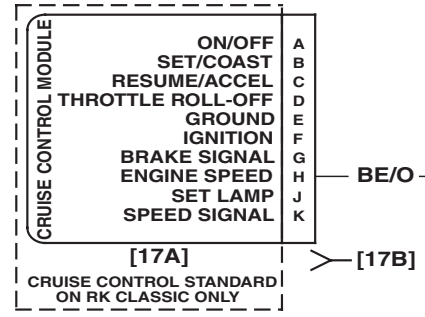 CRUISE CONTROL MODULE
ON/OFF A
SET/COAST B
RESUME/ACCEL C
THROTTLE ROLL-OFF D
GROUND E
IGNITION F
BRAKE SIGNAL G
ENGINE SPEED H BE/O
SET LAMP J
SPEED SIGNAL K
[17A] [17B]
CRUISE CONTROL STANDARD
ON RK CLASSIC ONLY